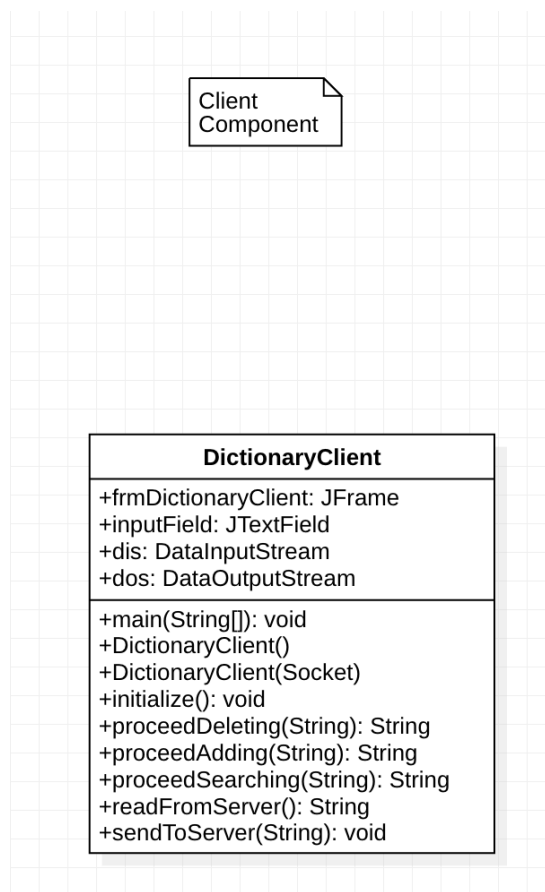 Client
Component
DictionaryClient
+frmDictionaryClient: JFrame
+inputField: JTextField
+dis: DataInputStream
+dos: DataOutputStream
+main(String[]): void
+DictionaryClient()
+DictionaryClient(Socket)
+initialize(): void
+proceedDeleting(String): String
+proceedAdding(String): String
+proceedSearching(String): String
+readFromServer(): String
+sendToServer(String): void